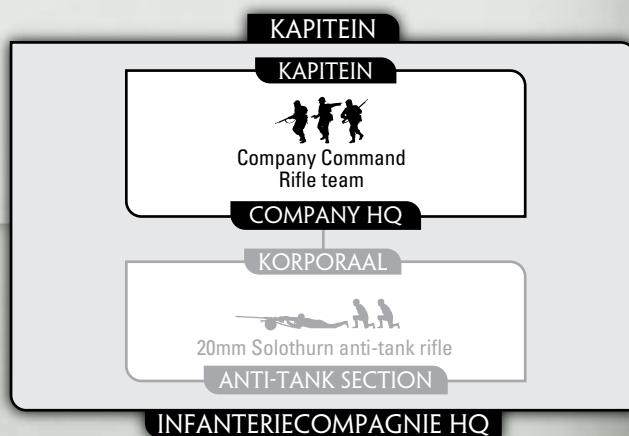 KAPITEIN
KAPITEIN
Company Command
Rifle team
COMPANY HQ
KORPORAAL
20mm Solothurn anti-tank rifle
ANTI-TANK SECTION
INFANTERIECOMPAGNIE HQ